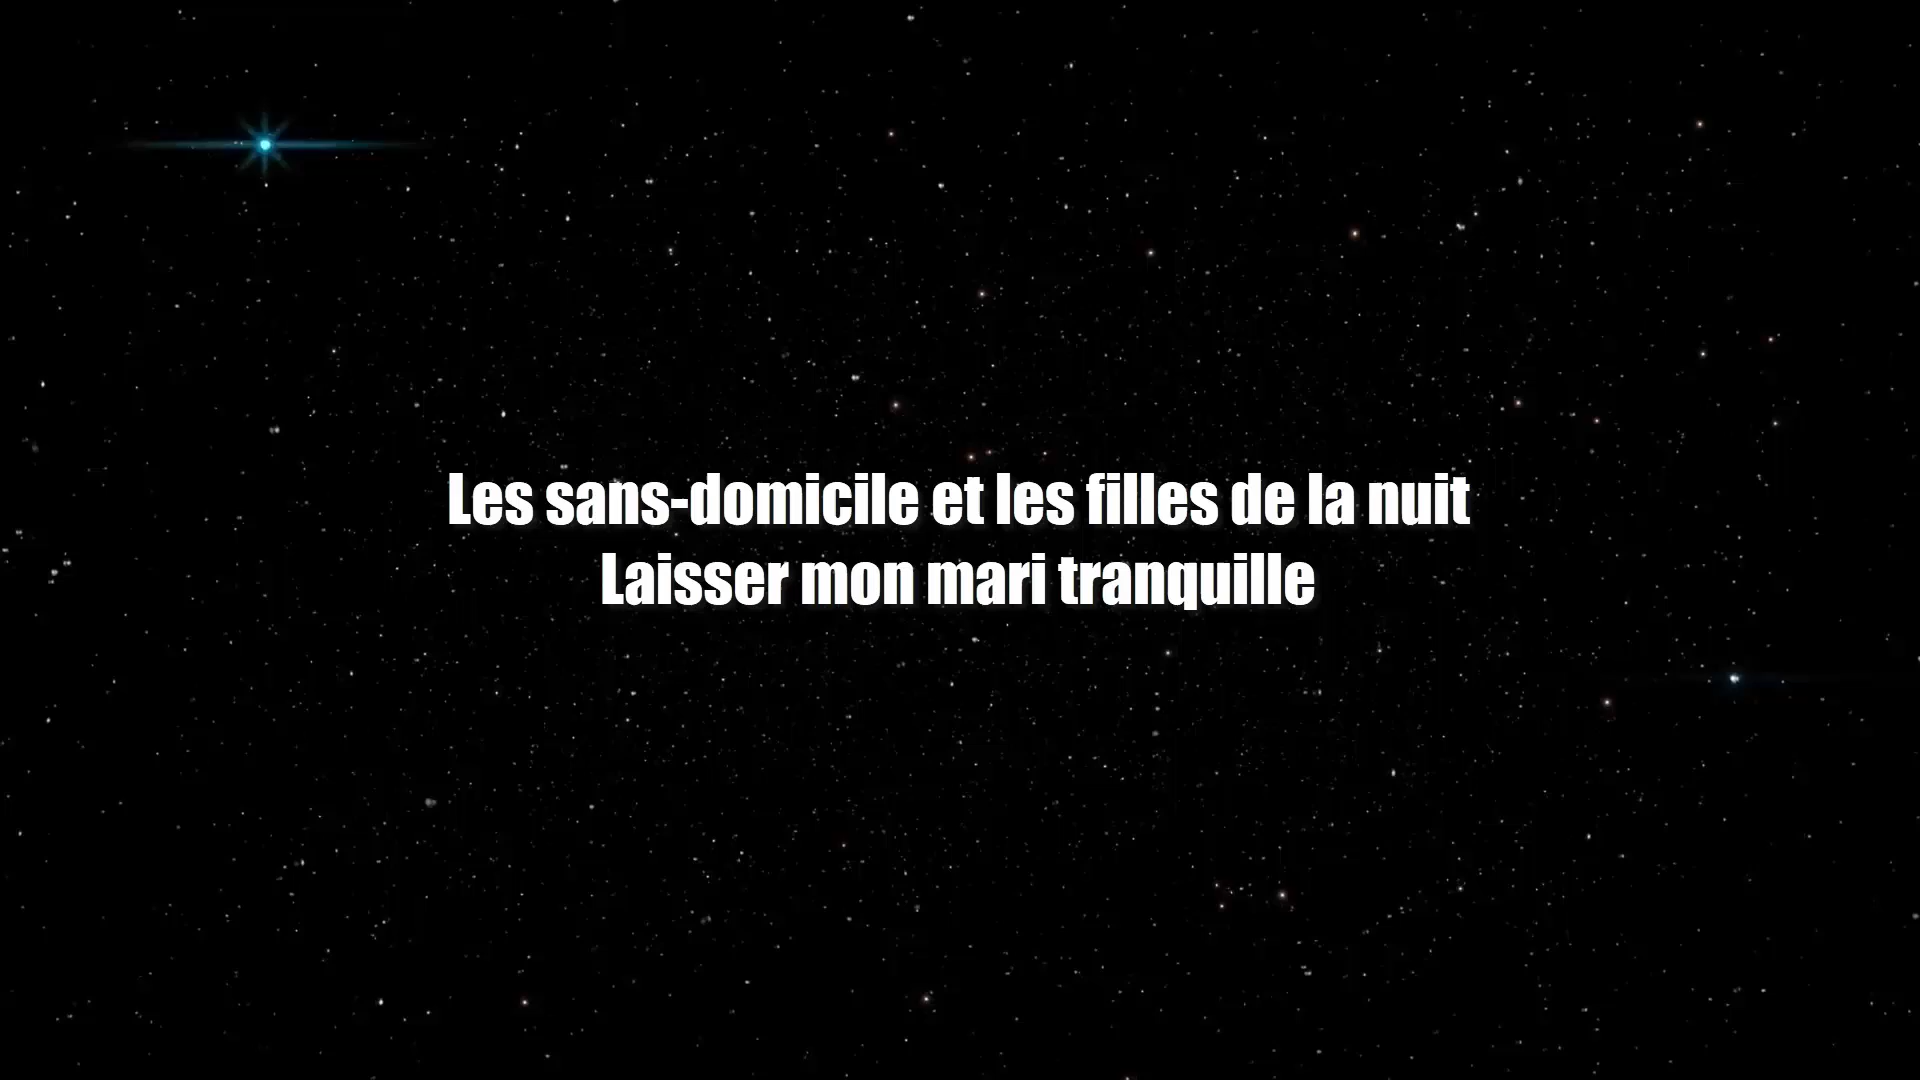 Les sans-domicile et les filles de la nuit
Laisser mon mari tranquille